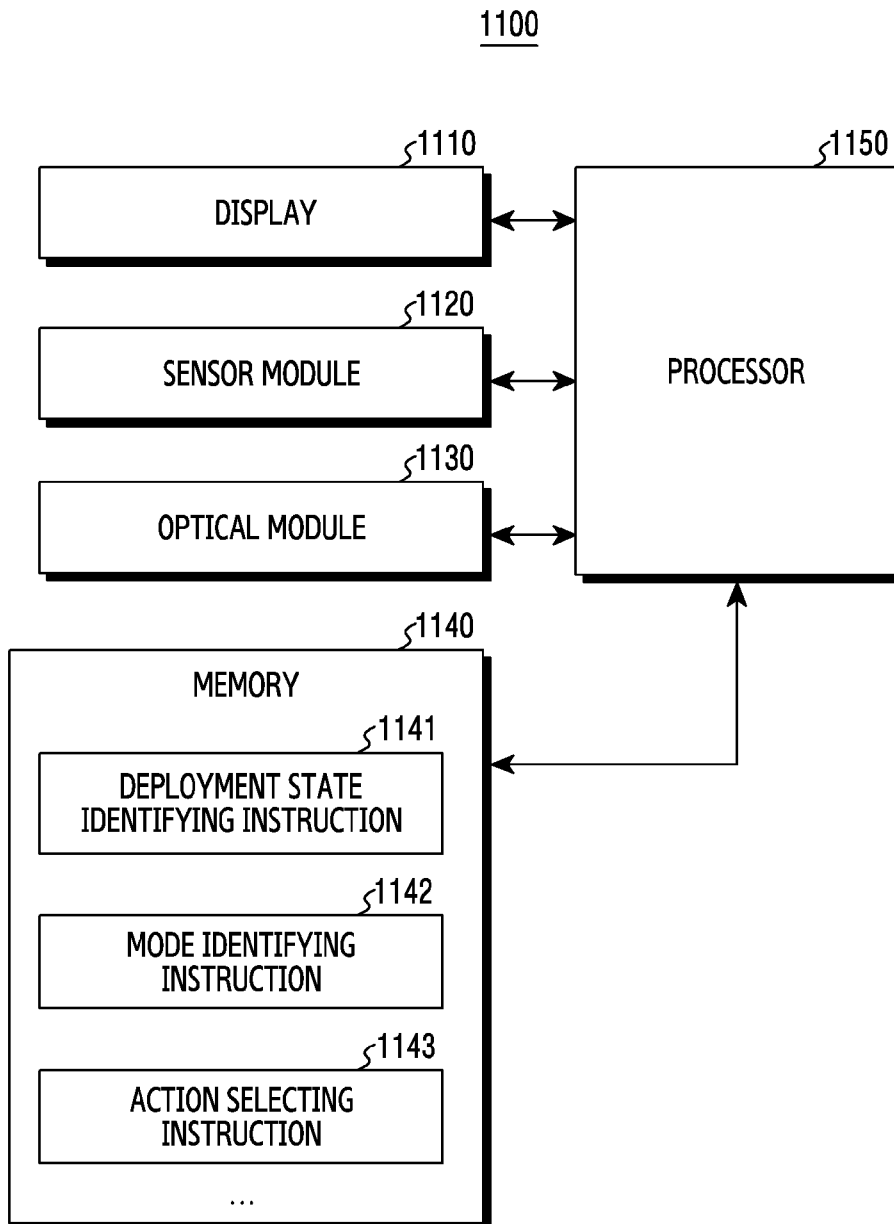 1100
1110
DISPLAY
1150
PROCESSOR
1120
SENSOR MODULE
1130
OPTICAL MODULE
1140
MEMORY
1141
DEPLOYMENT STATE
IDENTIFYING INSTRUCTION
1142
MODE IDENTIFYING
INSTRUCTION
1143
ACTION SELECTING
INSTRUCTION
...